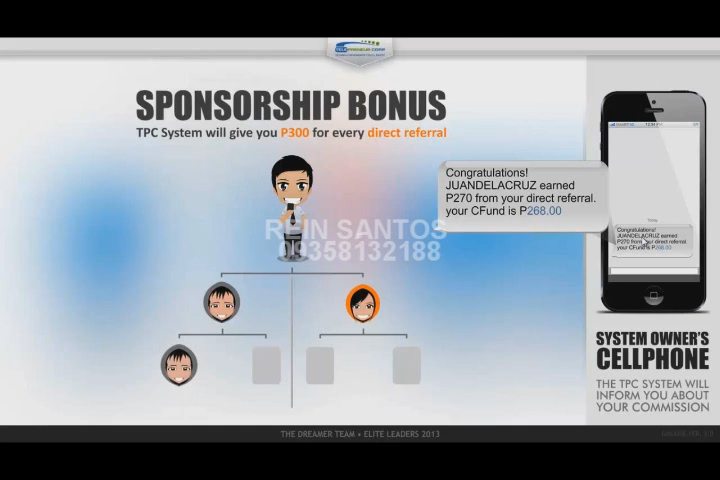 SPONSORSHIP BONUS
TPC System will give you P300 for every direct referral
Congratulations!
JUANDELACRUZ earned
P270 from your direct referral.
your CFund is P268.00
SANTOS
09358132188
Today
Congratulations!
JUANDELACRUZ earned
P270 from your direct referral.
your CFund is P268.00
SYSTEM OWNER'S
CELLPHONE
THE TPC SYSTEM WILL
INFORM YOU ABOUT
YOUR COMMISSION
THE DREAMER TEAM • ELITE LEADERS 2013